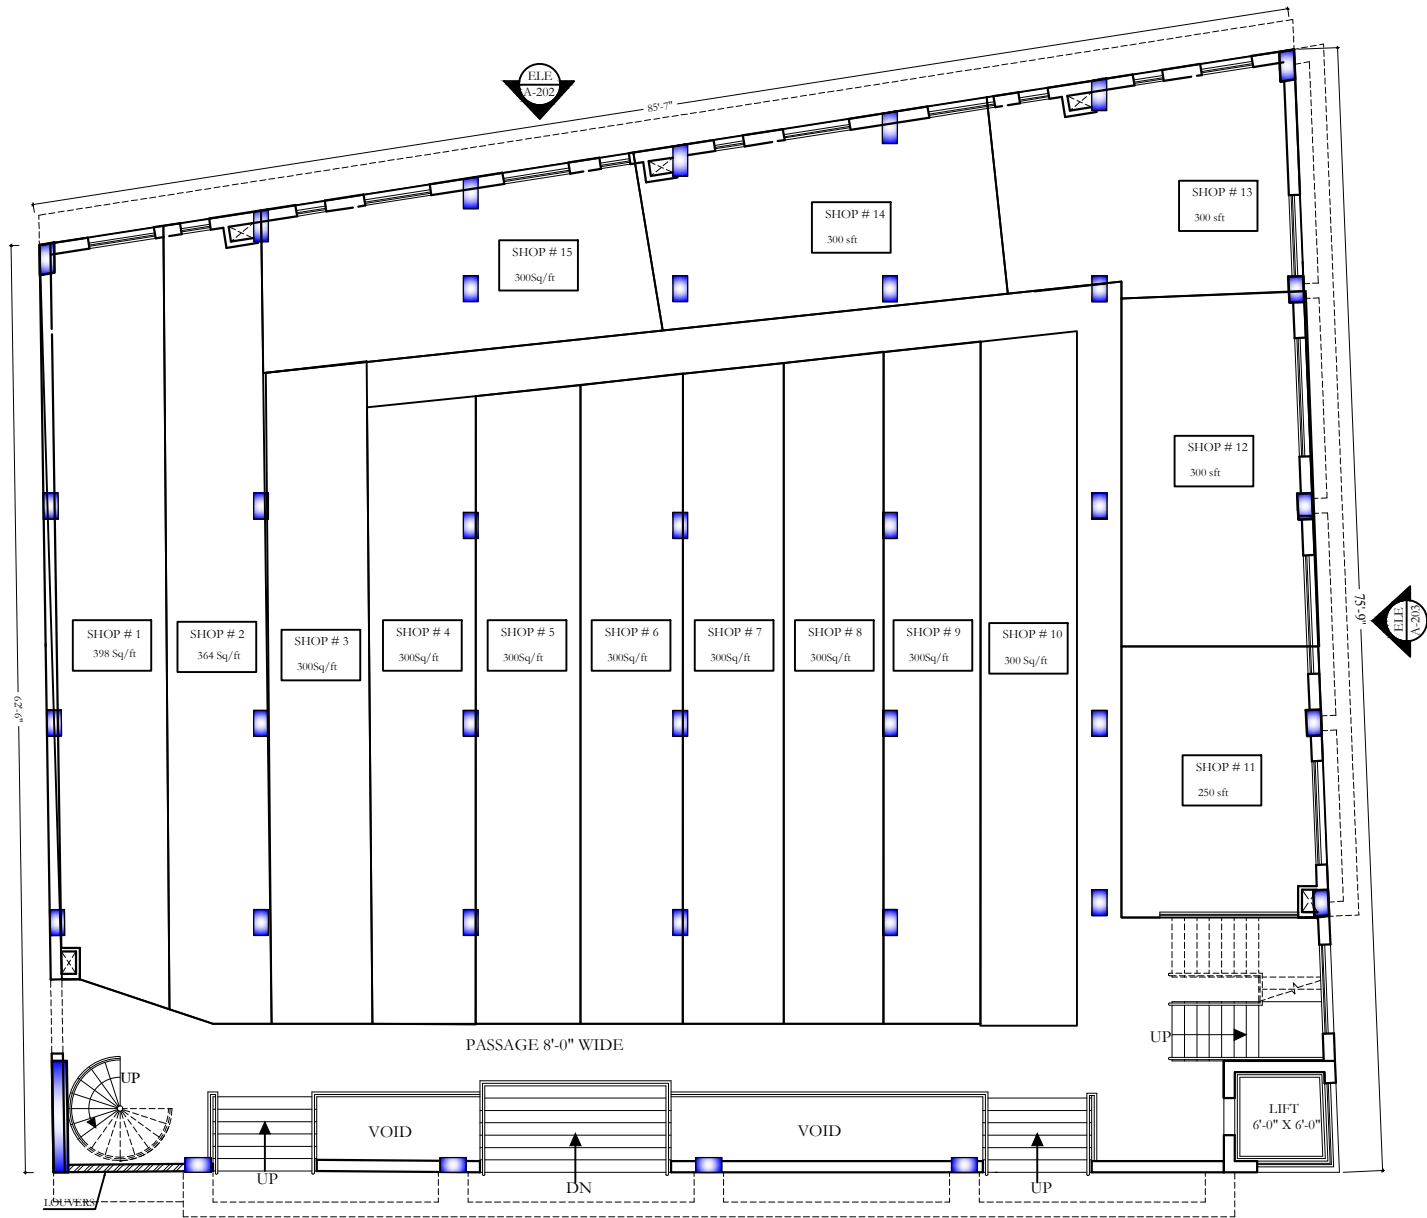 ELE
A-202
85'-7"
SHOP # 13
300 sft
SHOP # 14
300 sft
SHOP # 15
300Sq/ft
SHOP # 12
300 sft
75'-9"
ELE
A-203
SHOP # 1
398 Sq/ft
SHOP # 2
364 Sq/ft
SHOP # 3
300Sq/ft
SHOP # 4
300Sq/ft
SHOP # 5
300Sq/ft
SHOP # 6
300Sq/ft
SHOP # 7
300Sq/ft
SHOP # 8
300Sq/ft
SHOP # 9
300Sq/ft
SHOP # 10
300 Sq/ft
62'-6"
SHOP # 11
250 sft
UP
PASSAGE 8'-0" WIDE
UP
VOID
VOID
LIFT
6'-0" X 6'-0"
UP
DN
UP
LOUVERS